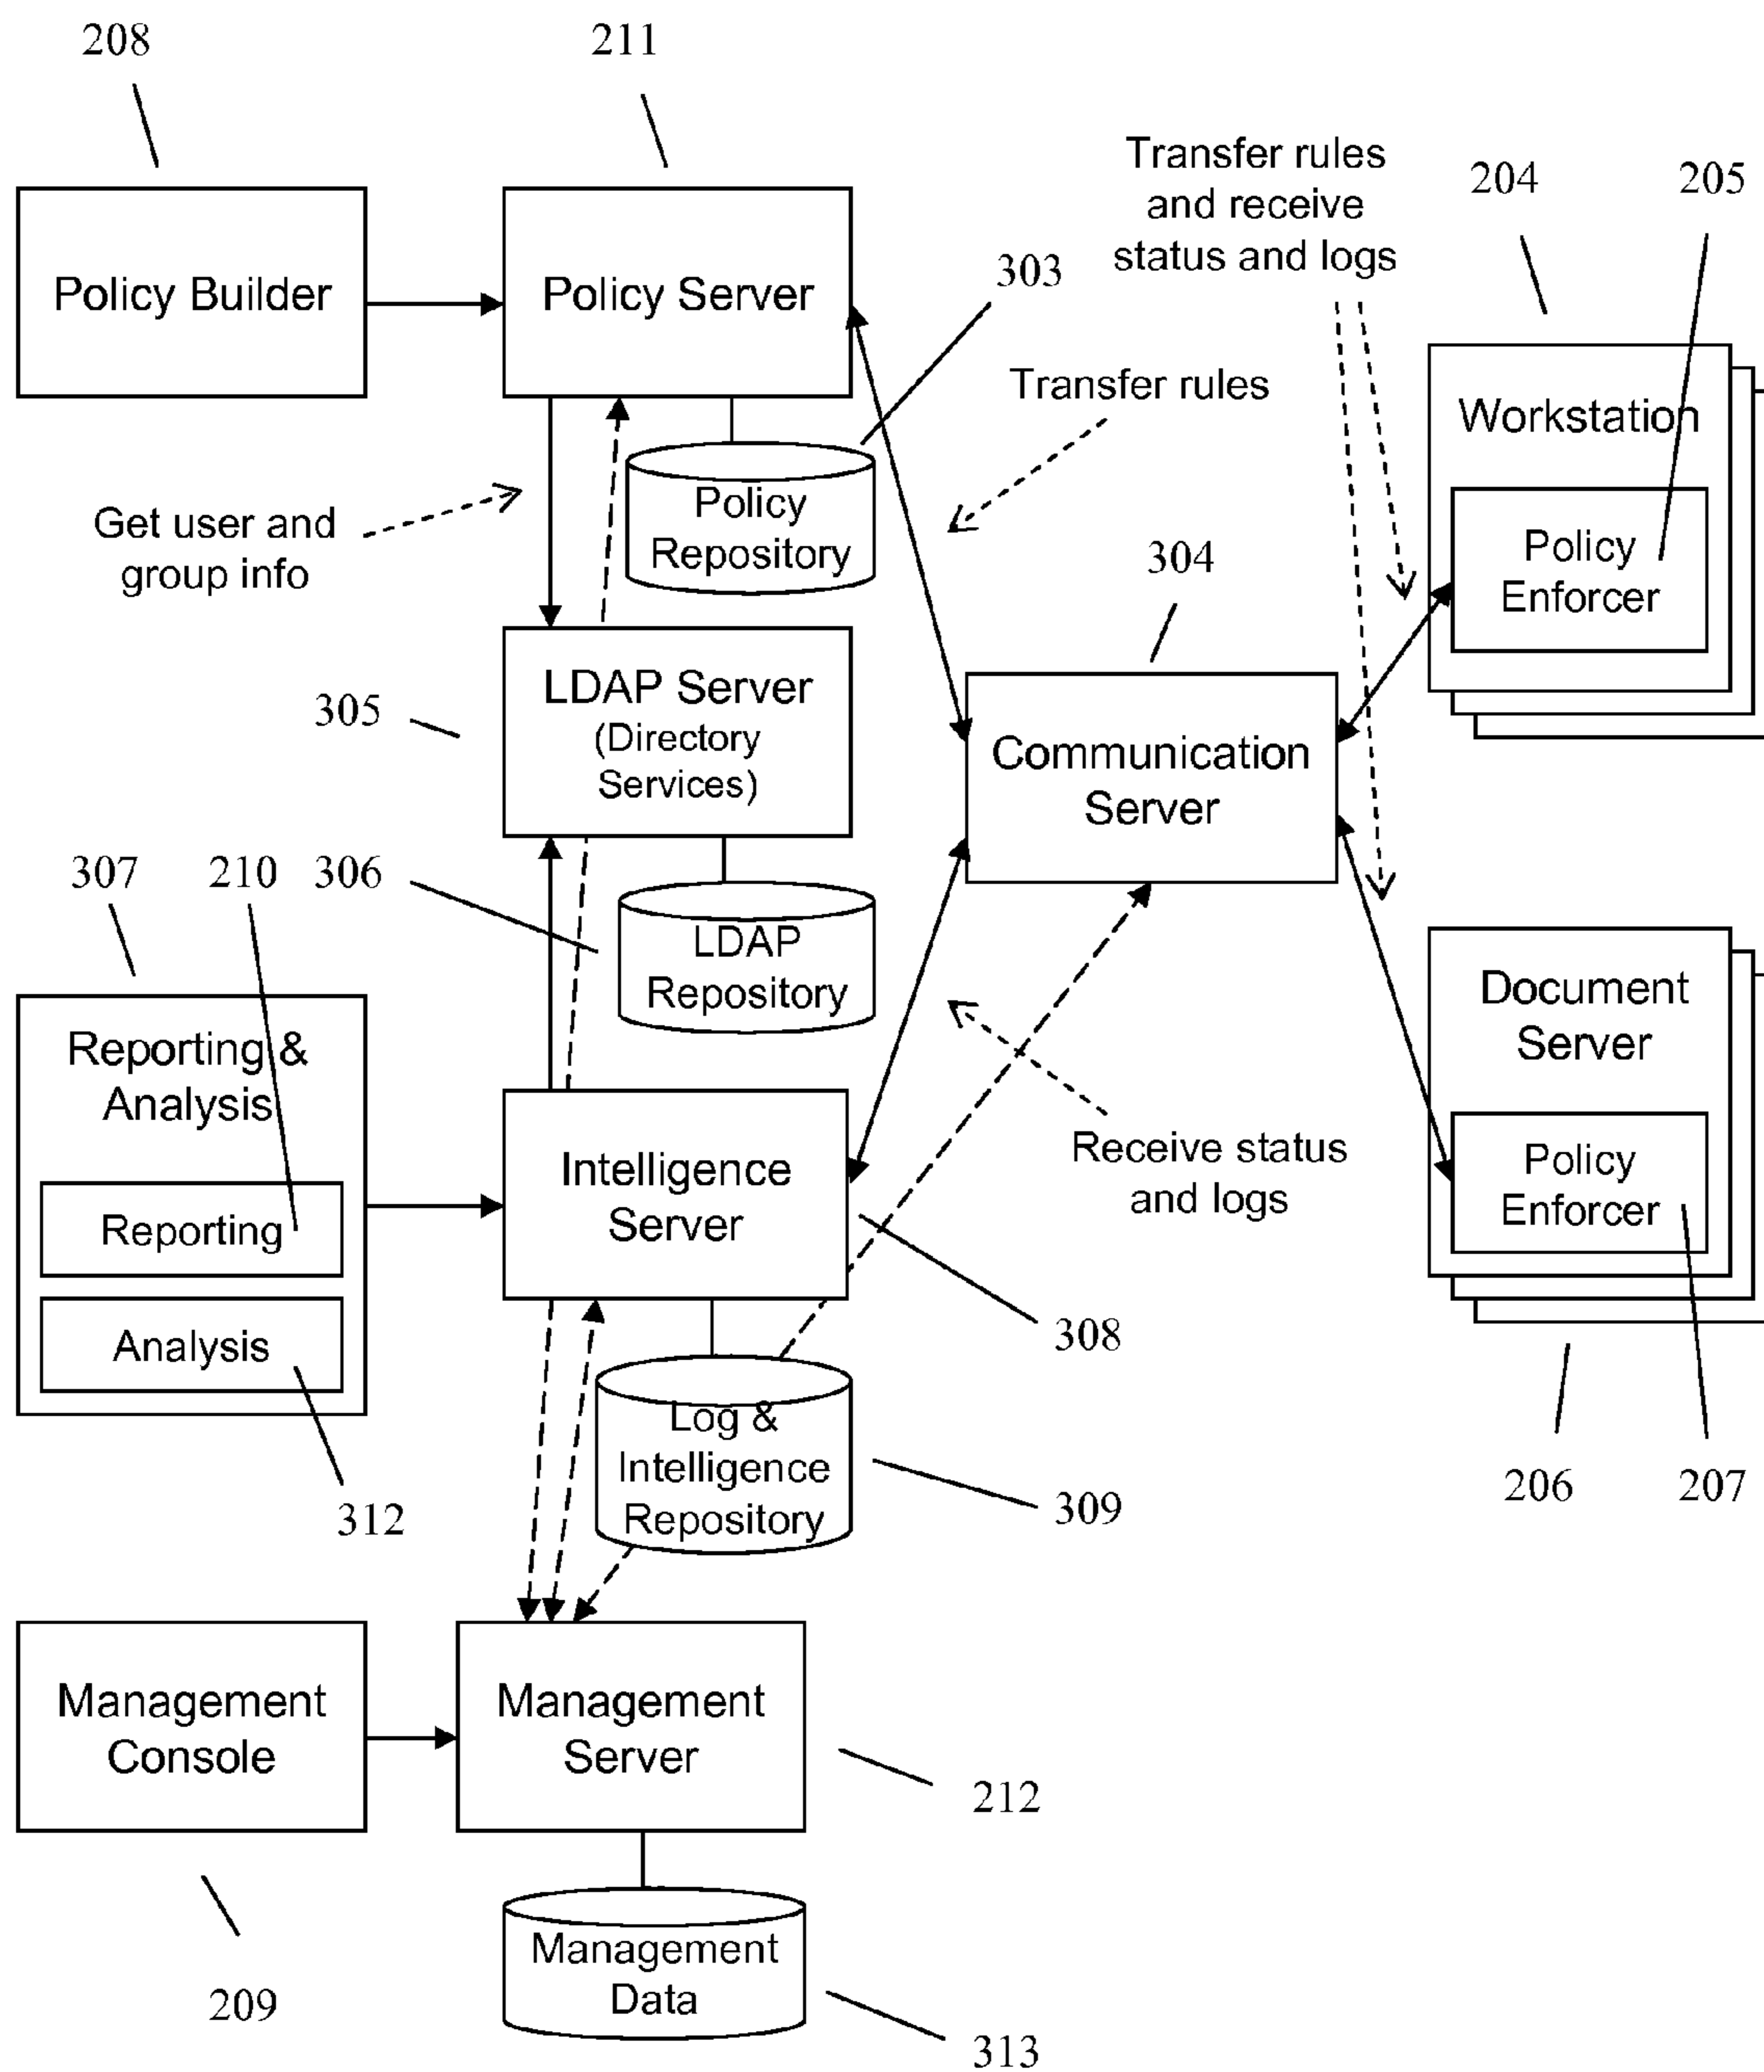 208
211
Transfer rules
and receive
status and logs
204
205
Policy Builder
Policy Server
303
Transfer rules
Workstation
Get user and
group info
Policy
Repository
304
Policy
Enforcer
305
LDAP Server
(Directory
Services)
Communication
Server
307
210
306
LDAP
Repository
Document
Server
Reporting &
Analysis
Reporting
Analysis
Intelligence
Server
Receive status
and logs
Policy
Enforcer
308
312
Log &
Intelligence
Repository
309
206
207
Management
Console
Management
Server
212
209
Management
Data
313